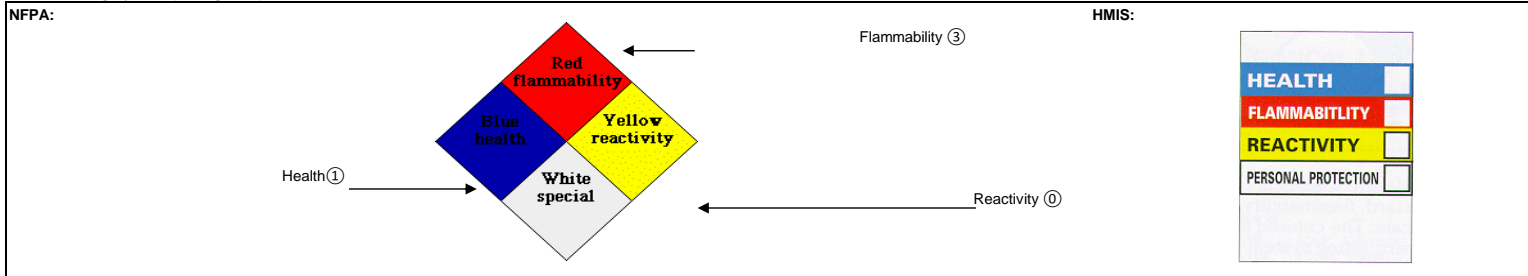 NFPA:
HMIS:
Flammability ③
Red
flammability
Blue
health
Yellow
reactivity
White
special
Health①
Reactivity ⓪
HEALTH
FLAMMABITLITY
REACTIVITY
PERSONAL PROTECTION